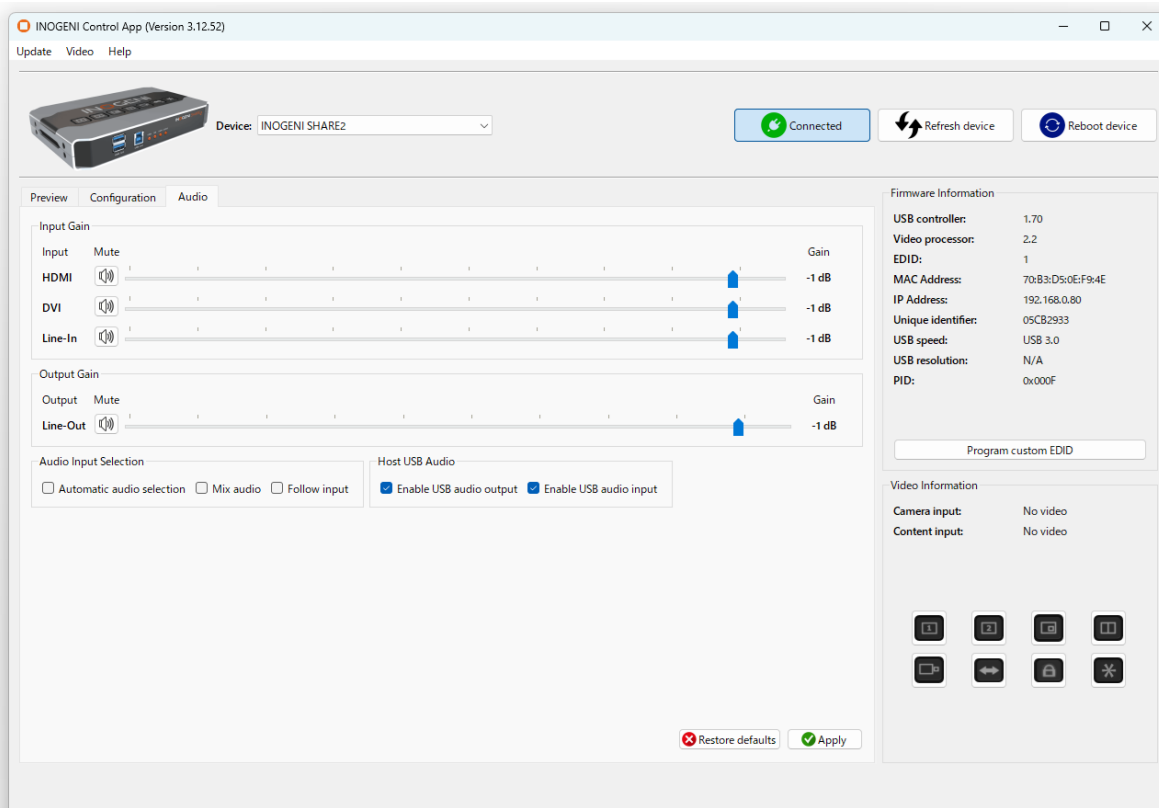 INOGENI Control App (Version 3.12.52)
Update Video Help
Device: INOGENI SHARE2
Connected Refresh device Reboot device
Preview Configuration Audio
Input Gain
Input Mute Gain
HDMI -1 dB
DVI -1 dB
Line-In -1 dB
Output Gain
Output Mute Gain
Line-Out -1 dB
Audio Input Selection
Automatic audio selection Mix audio Follow input
Host USB Audio
Enable USB audio output Enable USB audio input
Restore defaults Apply
Firmware Information
USB controller: 1.70
Video processor: 2.2
EDID: 1
MAC Address: 70:B3:D5:0E:F9:4E
IP Address: 192.168.0.80
Unique identifier: 05CB2933
USB speed: USB 3.0
USB resolution: N/A
PID: 0x000F
Program custom EDID
Video Information
Camera input: No video
Content input: No video
1 2